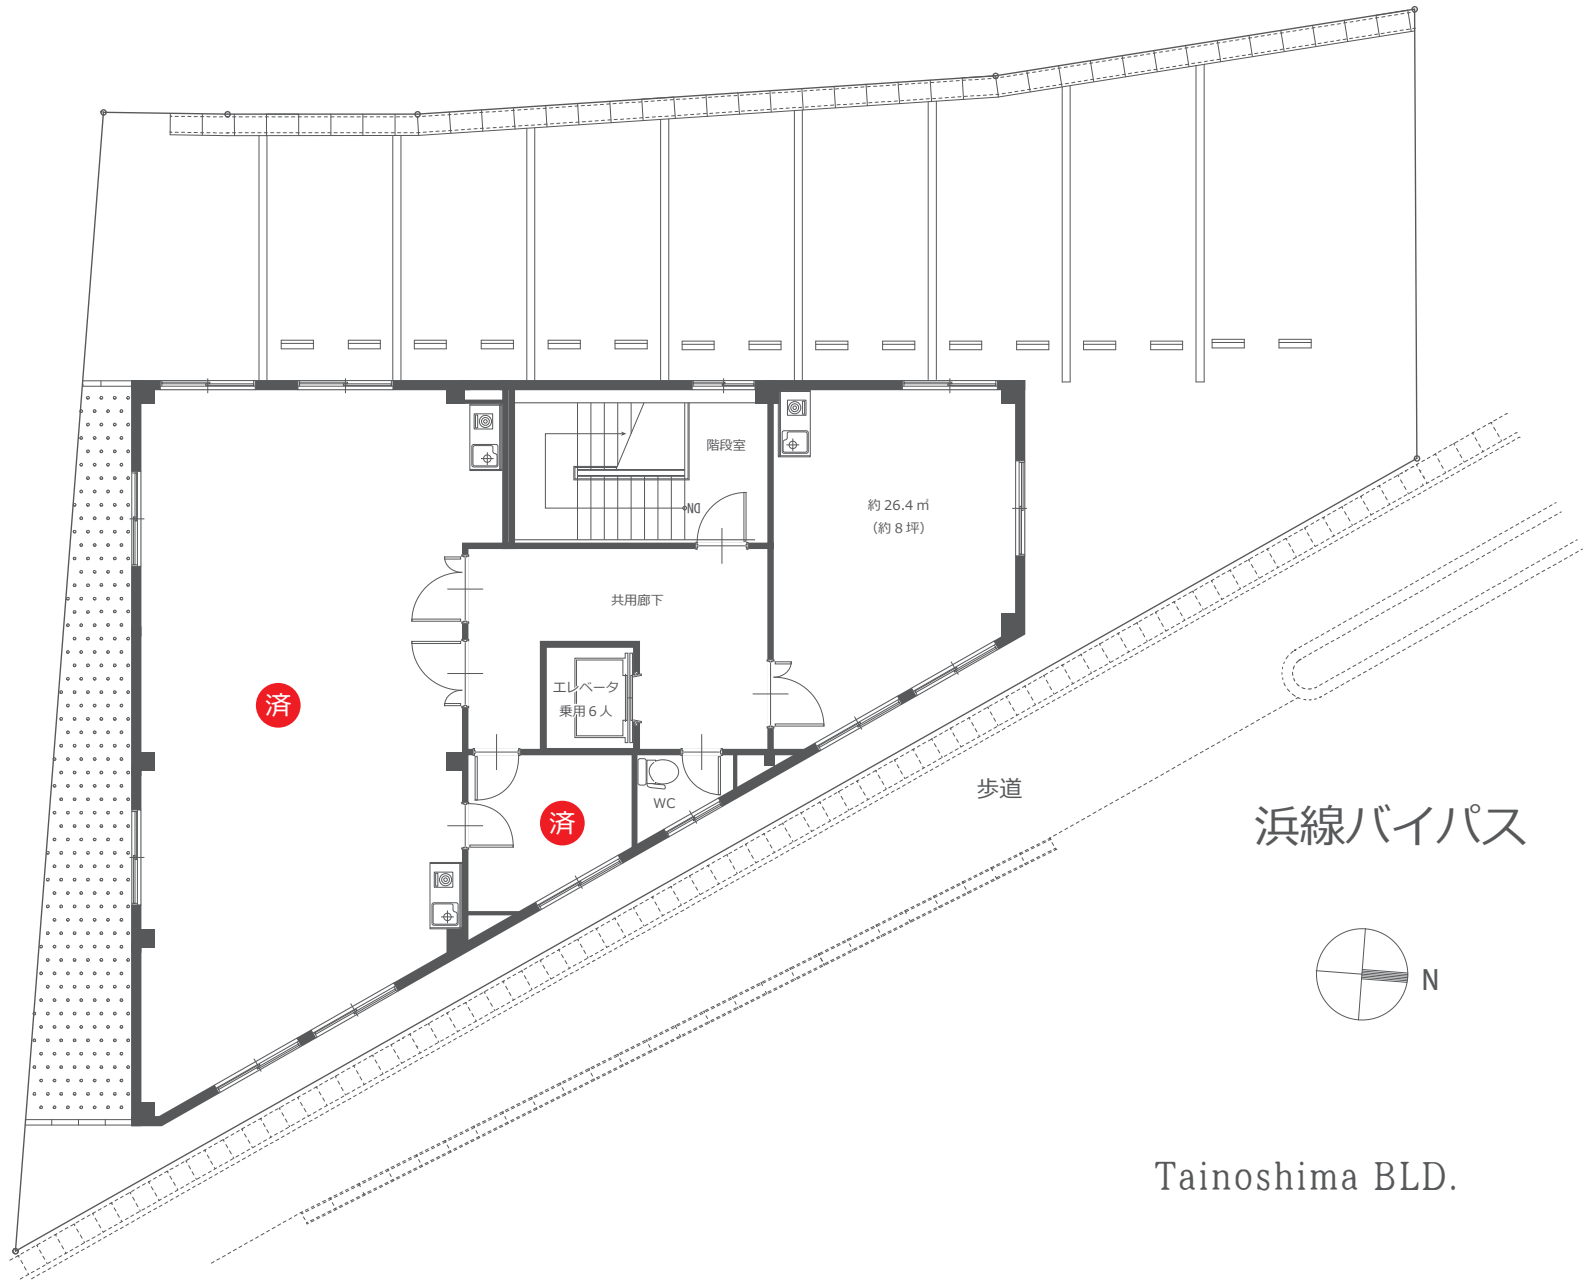 階段室
DN
約 26.4 ㎡
（約 8 坪）
共用廊下
エレベータ
乗用 6 人
済
済
WC
歩道
浜線バイパス
N
Tainoshima BLD.